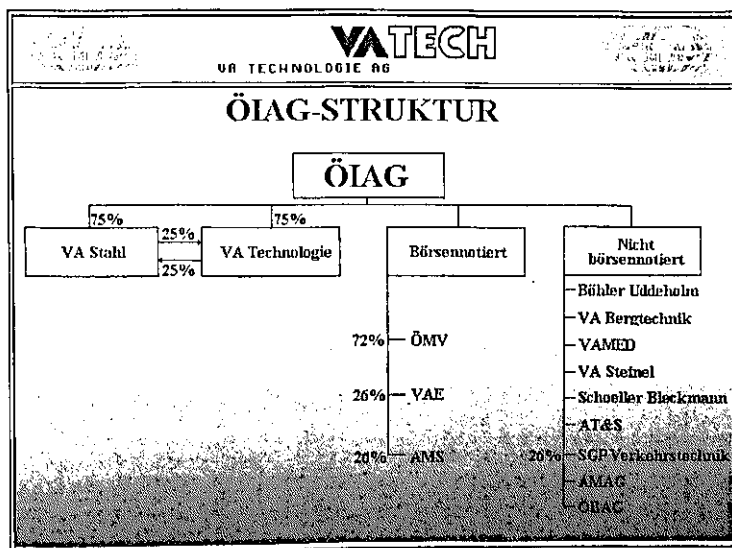 VATECH
VA TECHNOLOGIE AG
ÖIAG-STRUKTUR
ÖIAG
75%
75%
VA Stahl
25%
25%
VA Technologie
Börsennotiert
Nicht
börsennotiert
72% ÖMV
26% VAE
20% AMS
Böhler Uddeholm
VA Bergtechnik
VAMED
VA Steinel
Schoeller Bleckmann
AT&S
26% SGP Verkehrstechnik
AMAG
ÖBAG